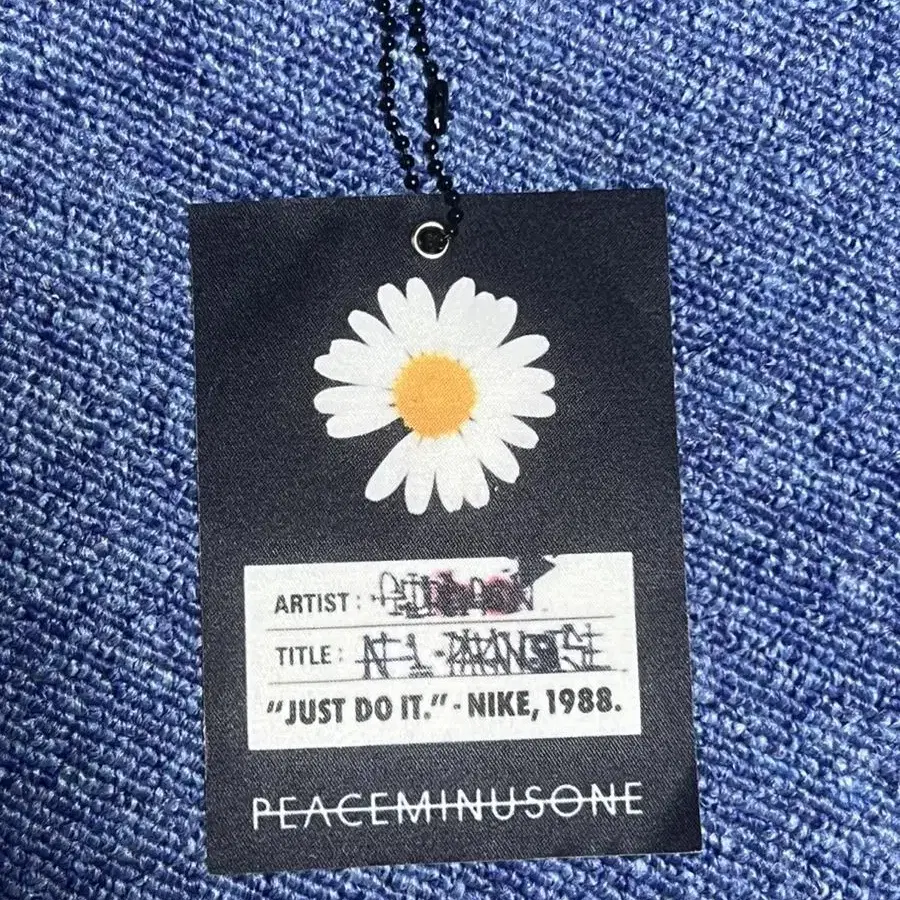 ARTIST :
TITLE :
"JUST DO IT." - NIKE, 1988.
PEACEMINUSONE